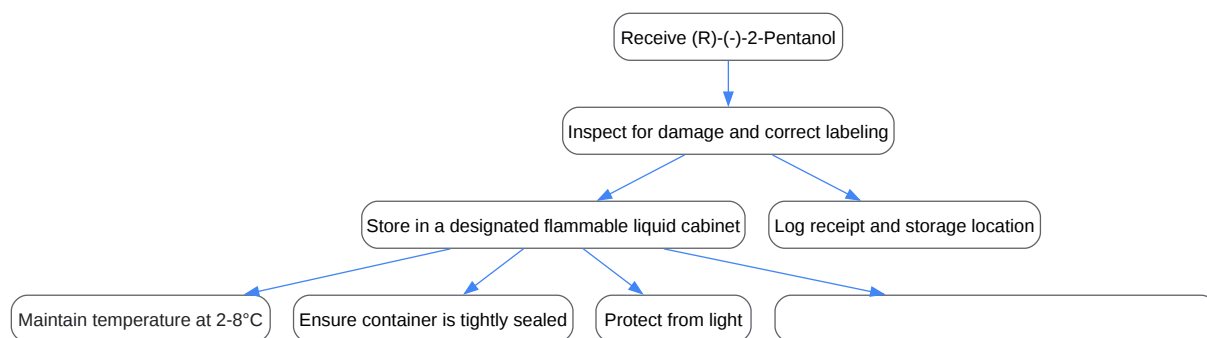 Receive (R)-(-)-2-Pentanol
Inspect for damage and correct labeling
Store in a designated flammable liquid cabinet
Log receipt and storage location
Maintain temperature at 2-8°C
Ensure container is tightly sealed
Protect from light